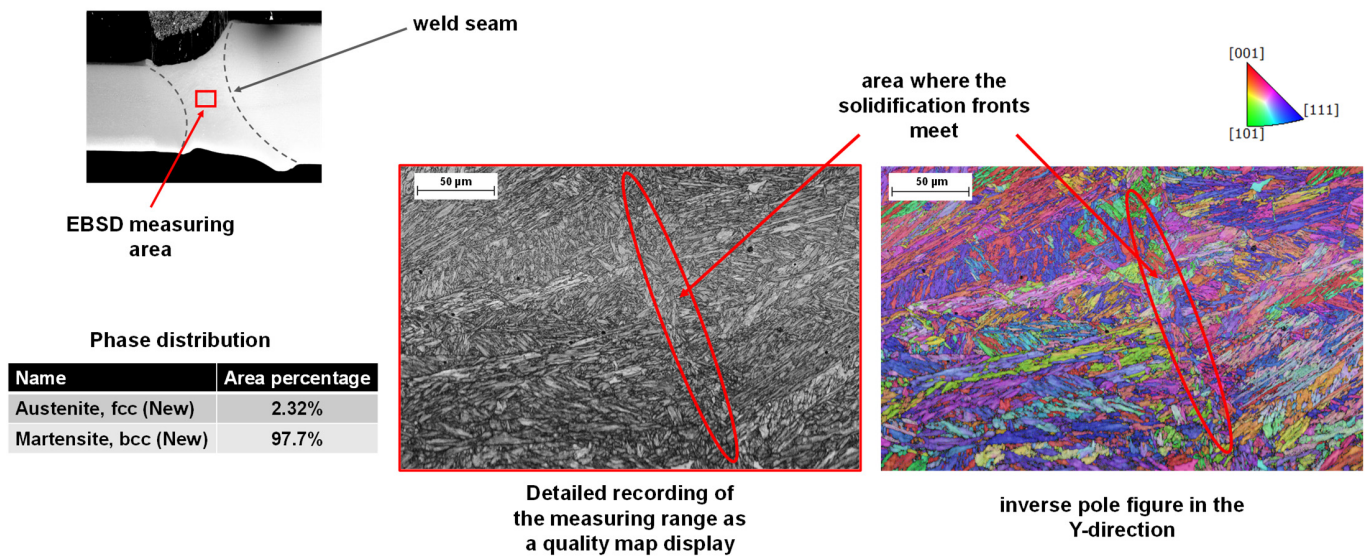 weld seam
EBSD measuring
area
area where the
solidification fronts
meet
[001]
[111]
[101]
50 µm
50 µm
Phase distribution
Name Area percentage
Austenite, fcc (New) 2.32%
Martensite, bcc (New) 97.7%
Detailed recording of
the measuring range as
a quality map display
inverse pole figure in the
Y-direction